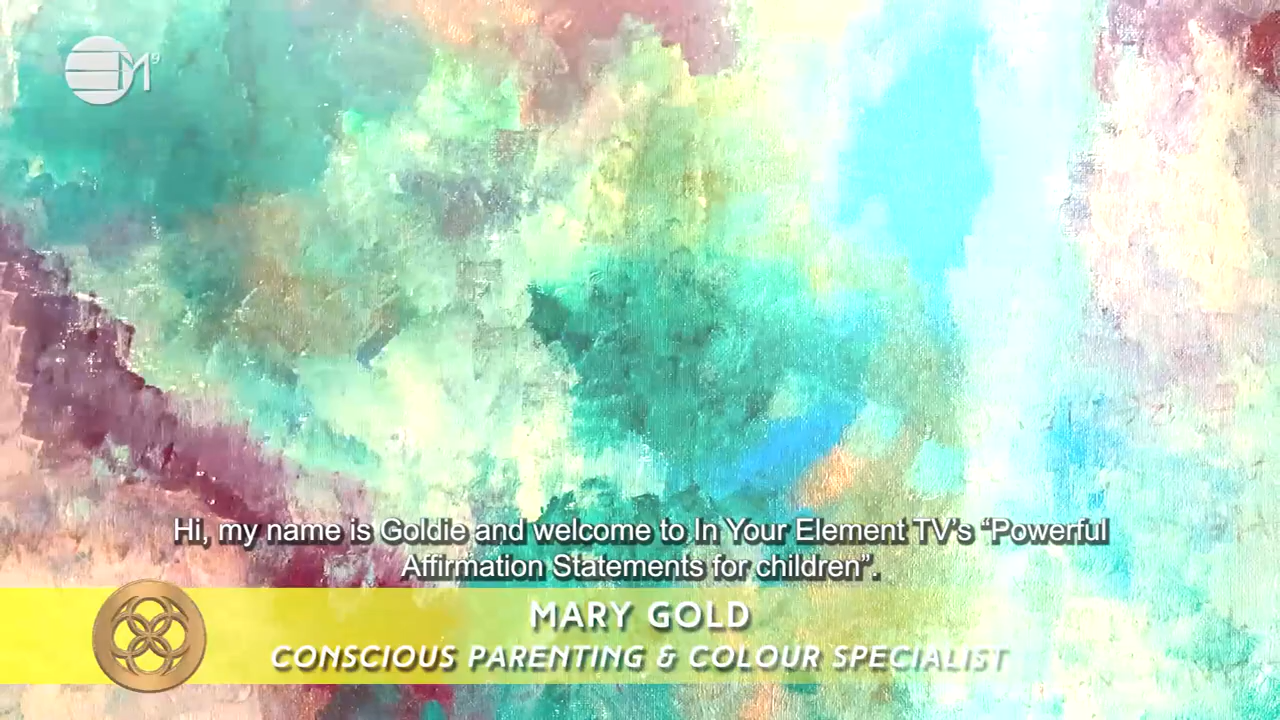 M9
Hi, my name is Goldie and welcome to In Your Element TV's “Powerful
Affirmation Statements for children”.
MARY GOLD
CONSCIOUS PARENTING & COLOUR SPECIALIST